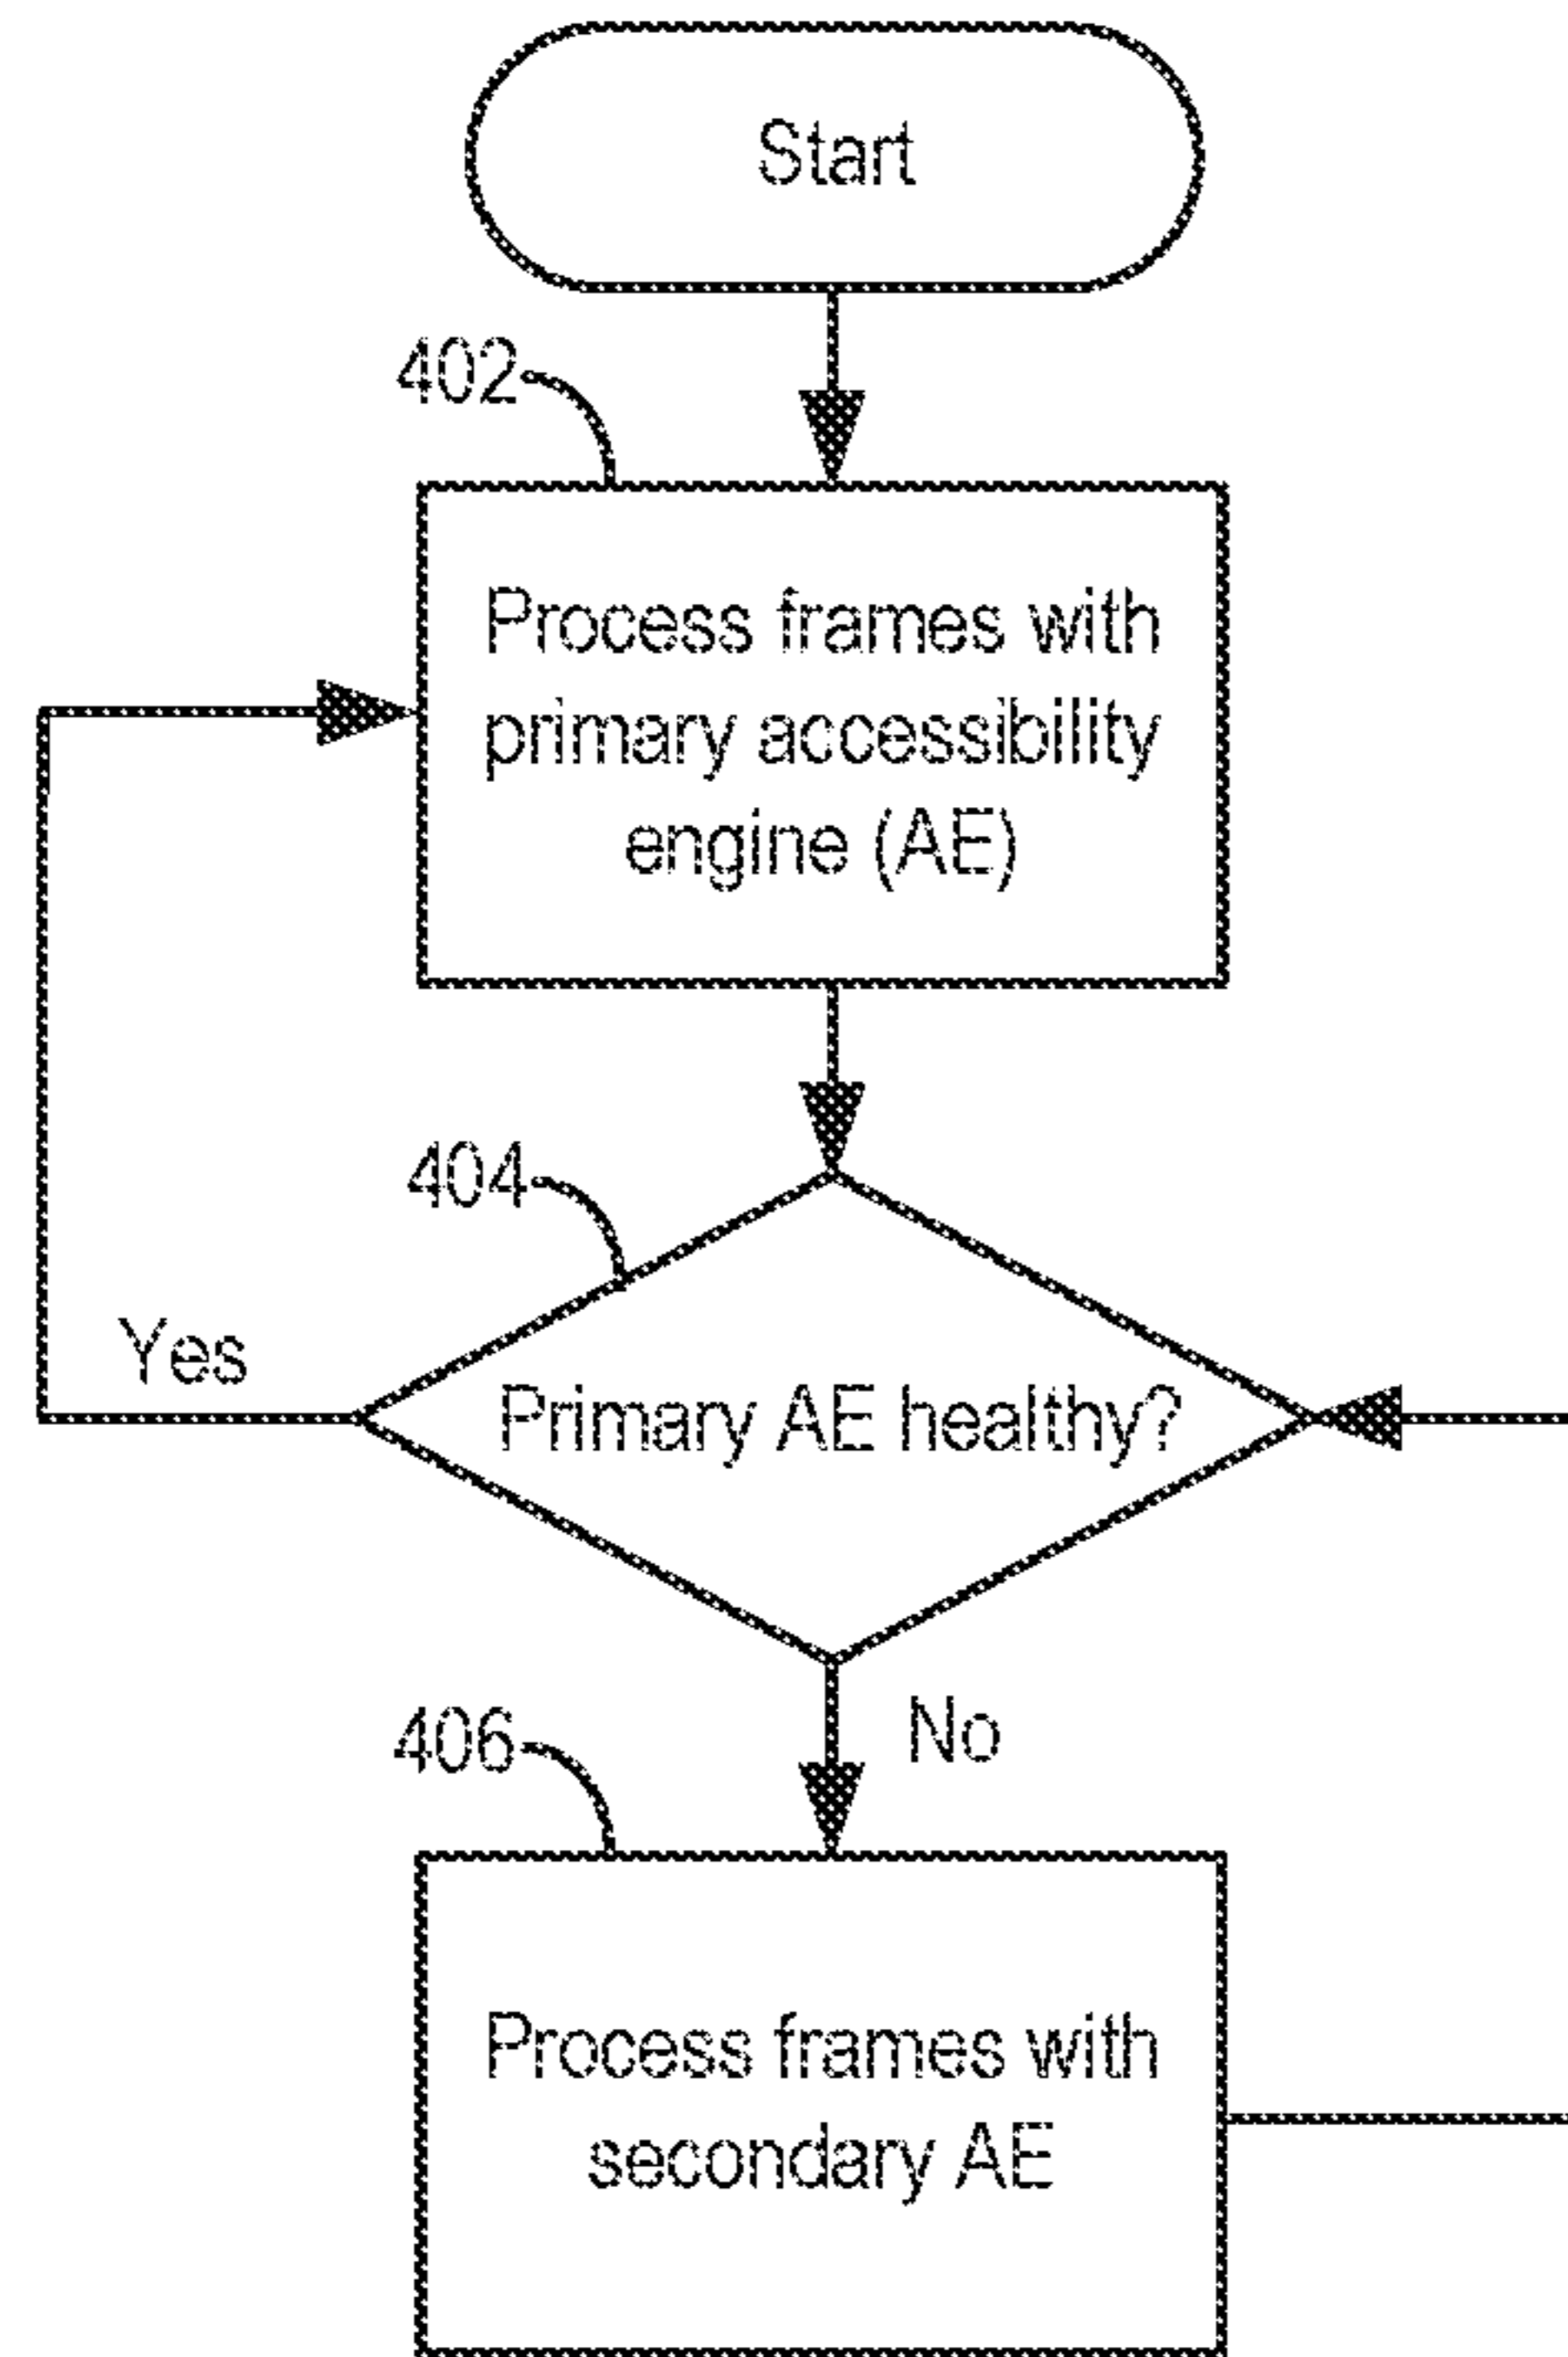 Start
402
Process frames with
primary accessibility
engine (AE)
404
Yes
Primary AE healthy?
No
406
Process frames with
secondary AE